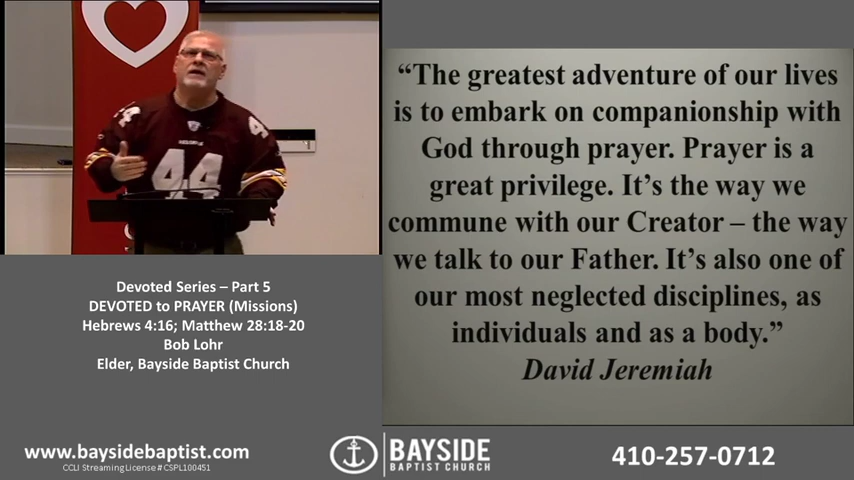 44
44
“The greatest adventure of our lives
is to embark on companionship with
God through prayer. Prayer is a
great privilege. It’s the way we
commune with our Creator – the way
we talk to our Father. It’s also one of
our most neglected disciplines, as
individuals and as a body.”
David Jeremiah
Devoted Series – Part 5
DEVOTED to PRAYER (Missions)
Hebrews 4:16; Matthew 28:18-20
Bob Lohr
Elder, Bayside Baptist Church
www.baysidebaptist.com
CCLI Streaming License # CSPL100451
BAYSIDE
BAPTIST CHURCH
410-257-0712